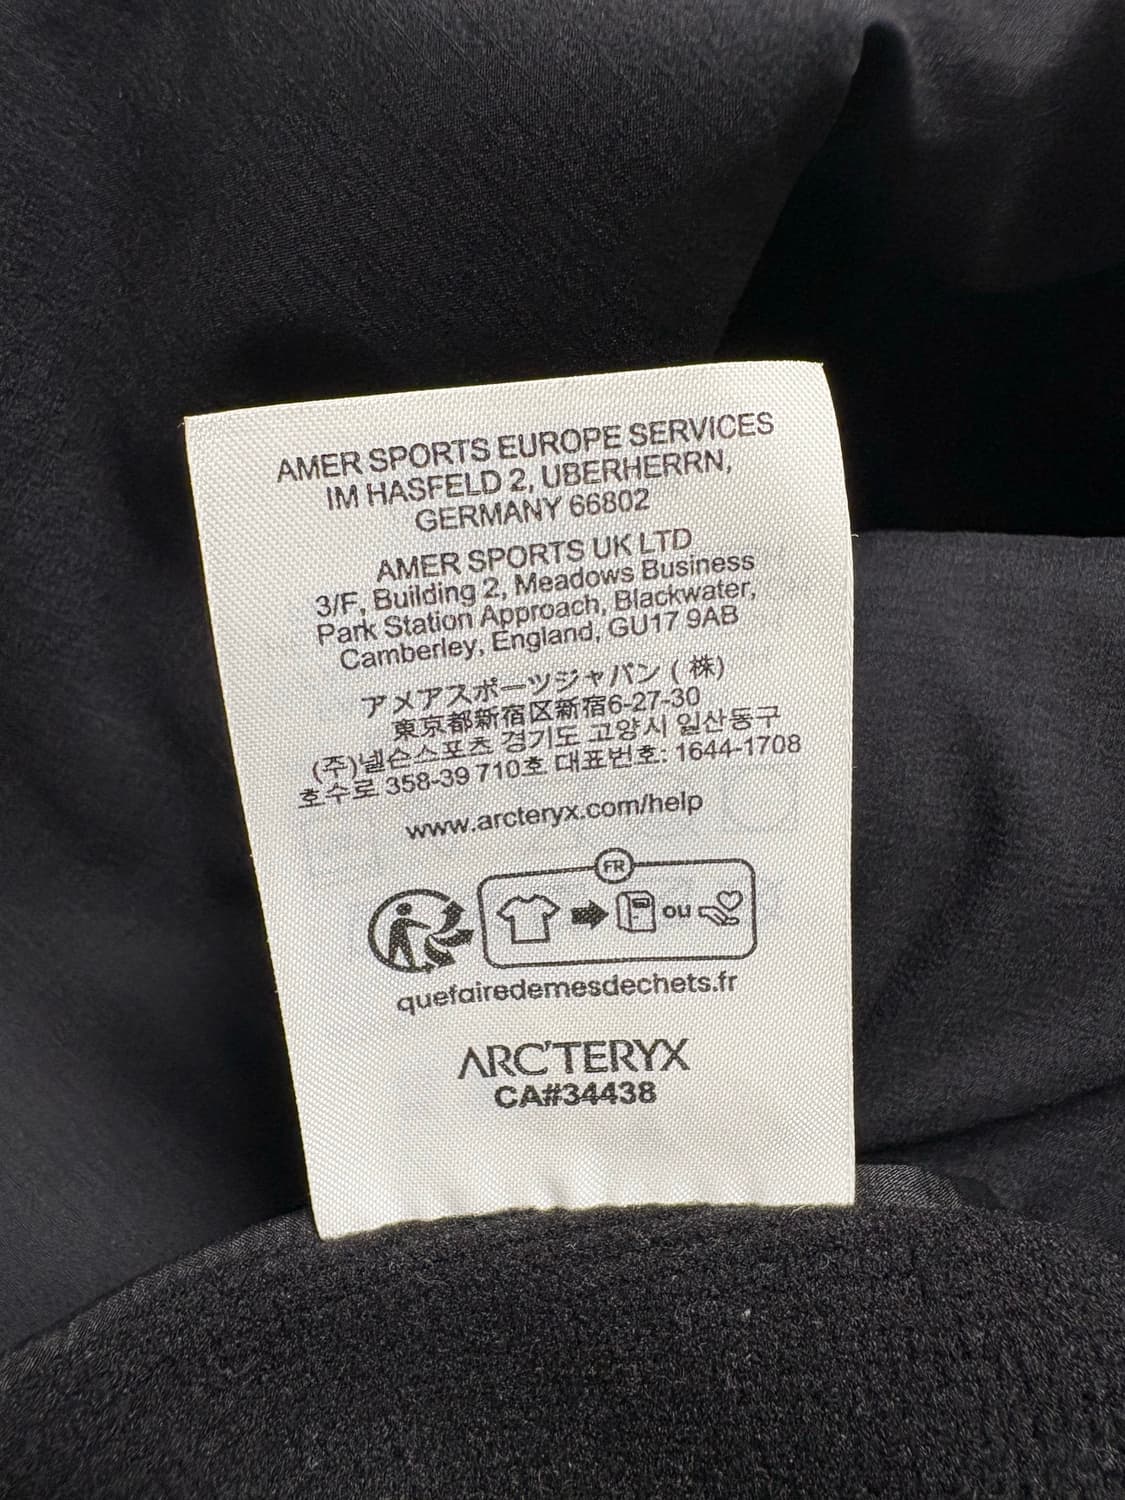 AMER SPORTS EUROPE SERVICES
IM HASFELD 2, UBERHERRN,
GERMANY 66802
AMER SPORTS UK LTD
3/F, Building 2, Meadows Business
Park Station Approach, Blackwater,
Camberley, England, GU17 9AB
アメアスポーツジャパン (株)
東京都新宿区新宿6-27-30
(주)넬슨스포츠 경기도 고양시 일산동구
호수로 358-39 710호 대표번호: 1644-1708
www.arcteryx.com/help
FR
ou
quefairedemesdechets.fr
ARC'TERYX
CA#34438